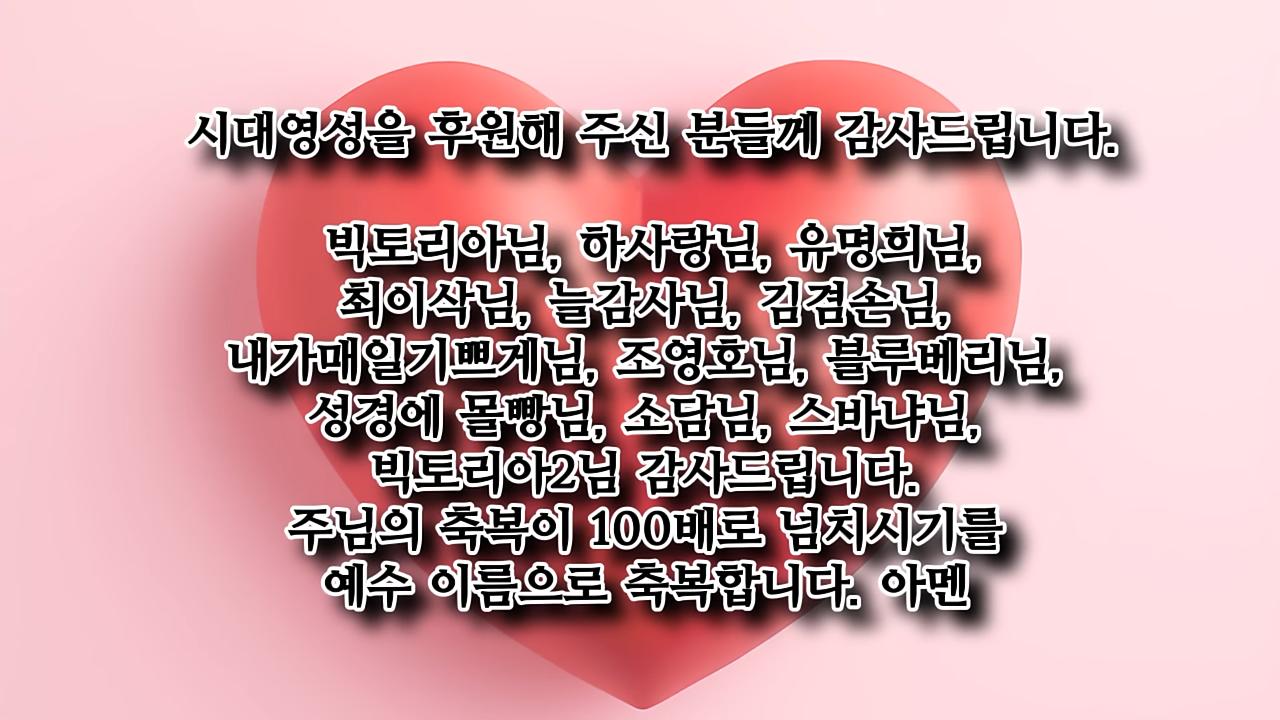 시대영성을 후원해 주신 분들께 감사드립니다.
빅토리아님, 하사랑님, 유명희님,
최이삭님, 늘감사님, 김겸손님,
내가매일기쁘게님, 조영호님, 블루베리님,
성경에 몰빵님, 소담님, 스바냐님,
빅토리아2님 감사드립니다.
주님의 축복이 100배로 넘치시기를
예수 이름으로 축복합니다. 아멘